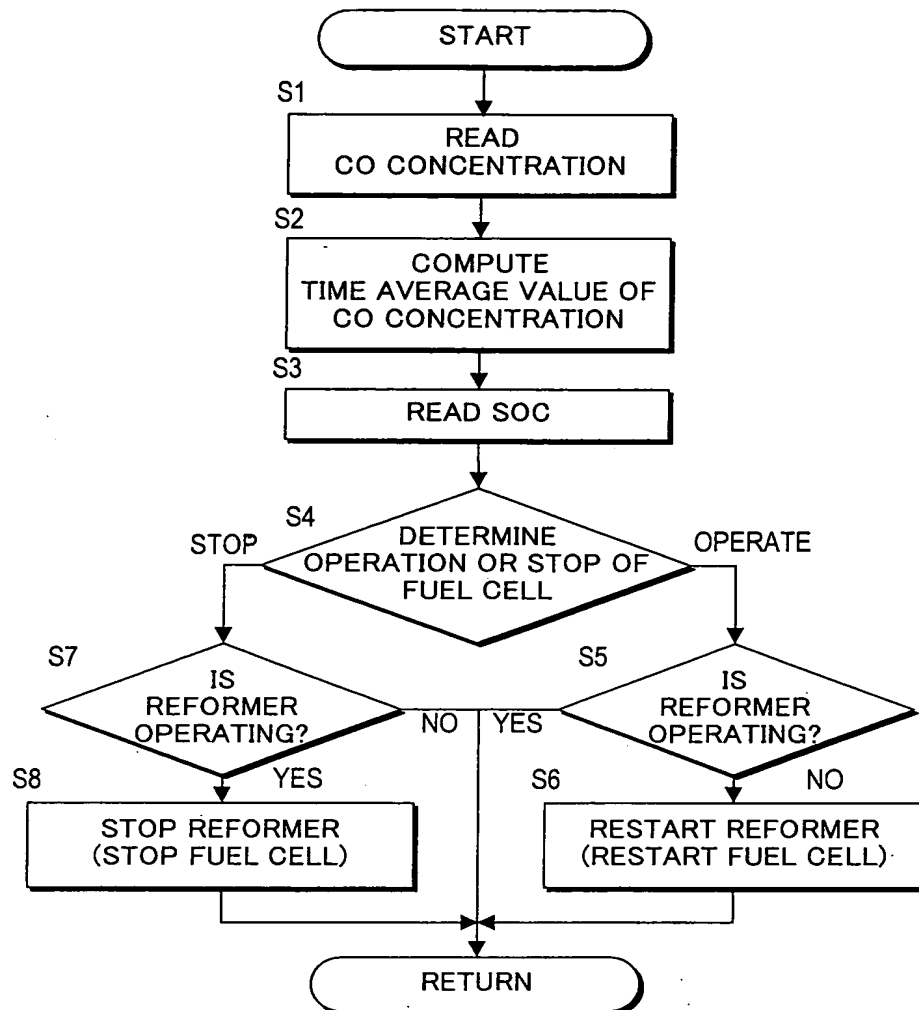 START
S1
READ
CO CONCENTRATION
S2
COMPUTE
TIME AVERAGE VALUE OF
CO CONCENTRATION
S3
READ SOC
S4
DETERMINE
OPERATION OR STOP OF
FUEL CELL
STOP
OPERATE
S7
IS
REFORMER
OPERATING?
NO
YES
S5
IS
REFORMER
OPERATING?
YES
NO
S8
STOP REFORMER
(STOP FUEL CELL)
S6
RESTART REFORMER
(RESTART FUEL CELL)
RETURN